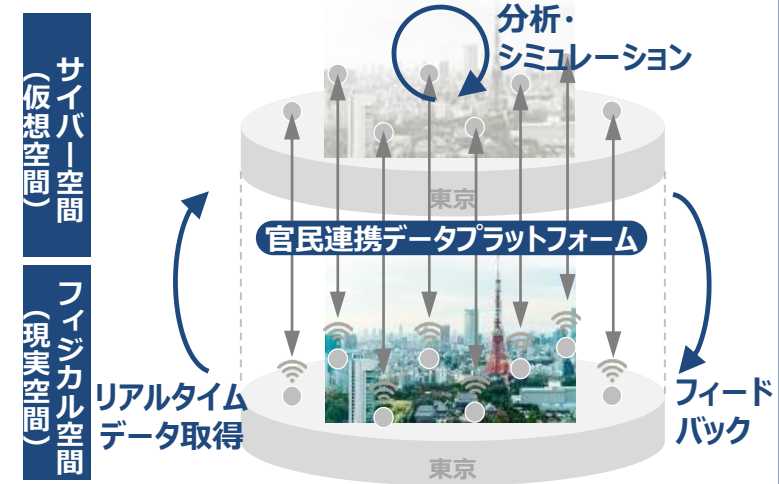 サイバー空間
（仮想空間）
分析・
シミュレーション
東京
官民連携データプラットフォーム
フィジカル空間
（現実空間）
リアルタイム
データ取得
フィード
バック
東京